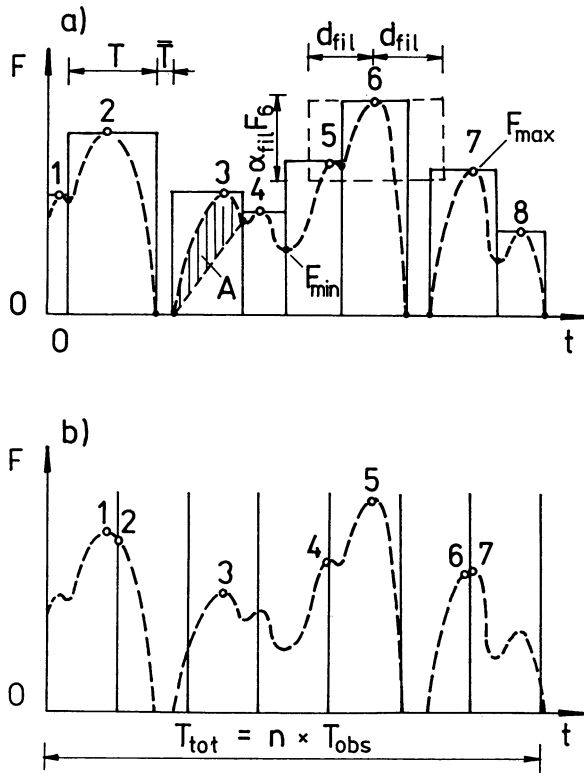 a)
F
T
T̅
d_fil
d_fil
1
2
3
4
5
6
7
8
α_fil F_6
F_max
F_min
A
0
0
t
b)
F
1
2
3
4
5
6
7
0
t
T_tot = n × T_obs